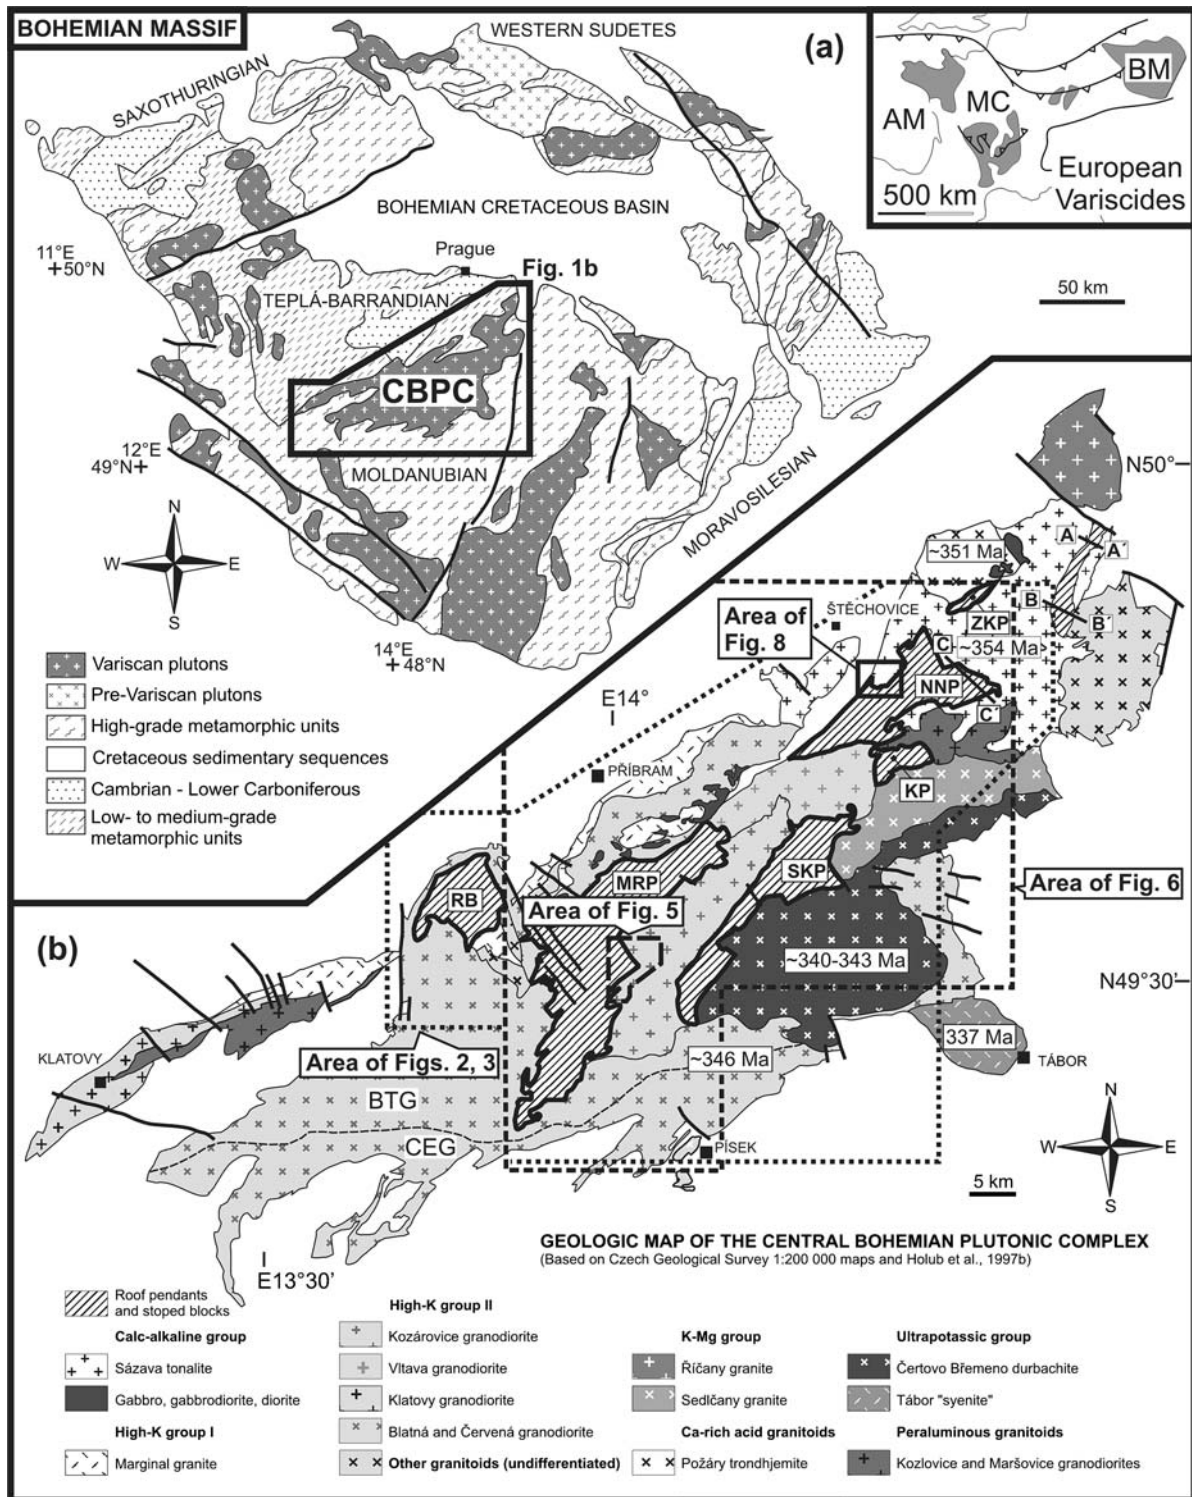 BOHEMIAN MASSIF
WESTERN SUDETES
(a)
SAXOTHURINGIAN
BM
MC
AM
European
Variscides
500 km
BOHEMIAN CRETACEOUS BASIN
11°E
50°N
Prague
Fig. 1b
TEPLÁ-BARRANDIAN
50 km
CBPC
12°E
49°N
MOLDANUBIAN
MORAVOSILESIAN
N
W
E
S
14°E
48°N
Variscan plutons
Pre-Variscan plutons
High-grade metamorphic units
Cretaceous sedimentary sequences
Cambrian - Lower Carboniferous
Low- to medium-grade
metamorphic units
(b)
N50°
~351 Ma
A
A´
Area of
Fig. 8
ŠTĚCHOVICE
ZKP
B
B´
C
~354 Ma
NNP
C´
E14°
PŘÍBRAM
KP
MRP
SKP
RB
Area of Fig. 5
Area of Fig. 6
~340-343 Ma
N49°30’
KLATOVY
Area of Figs. 2, 3
~346 Ma
337 Ma
TÁBOR
BTG
CEG
PÍSEK
N
W
E
S
5 km
E13°30’
GEOLOGIC MAP OF THE CENTRAL BOHEMIAN PLUTONIC COMPLEX
(Based on Czech Geological Survey 1:200 000 maps and Holub et al., 1997b)
Roof pendants
and stoped blocks
Calc-alkaline group
Sázava tonalite
Gabbro, gabbrodiorite, diorite
High-K group I
Marginal granite
High-K group II
Kozárovice granodiorite
Vltava granodiorite
Klatovy granodiorite
Blatná and Červená granodiorite
Other granitoids (undifferentiated)
K-Mg group
Říčany granite
Sedlčany granite
Ca-rich acid granitoids
Požáry trondhjemite
Ultrapotassic group
Čertovo Břemeno durbachite
Tábor "syenite"
Peraluminous granitoids
Kozlovice and Maršovice granodiorites